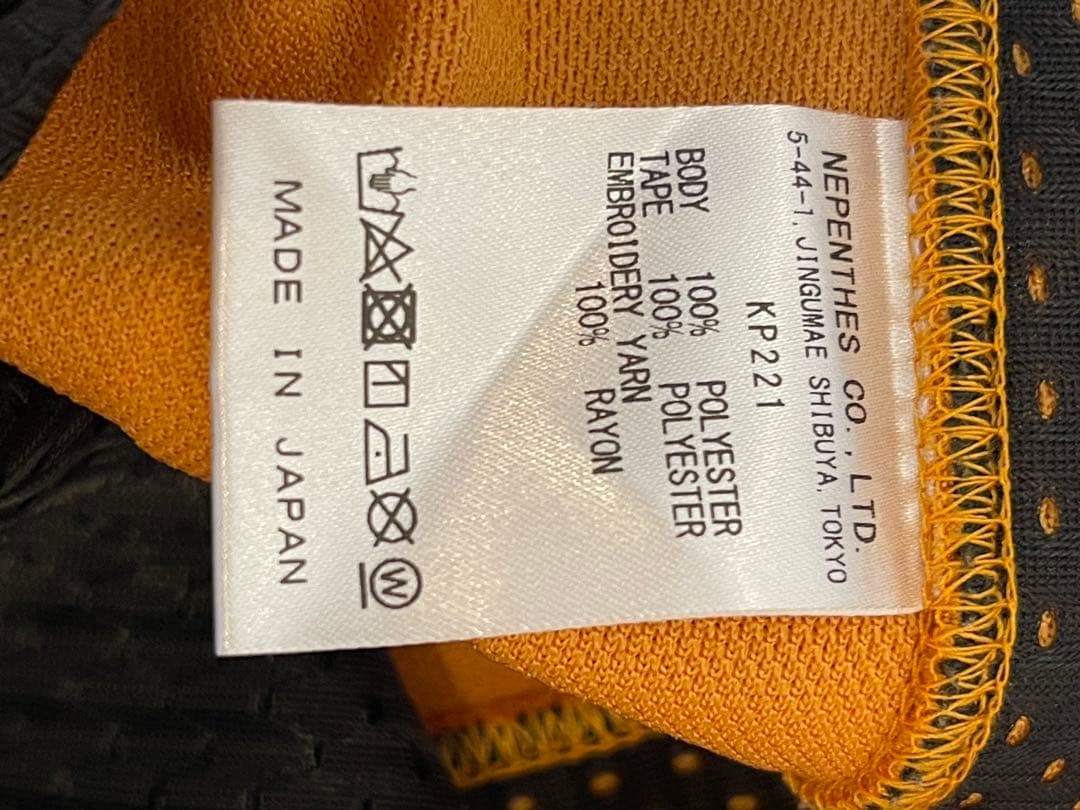 NEPENTHES CO., LTD.
5-44-1, JINGUMAE SHIBUYA, TOKYO
KP221
BODY 100% POLYESTER
TAPE 100% POLYESTER
EMBROIDERY YARN
100% RAYON
W
MADE IN JAPAN